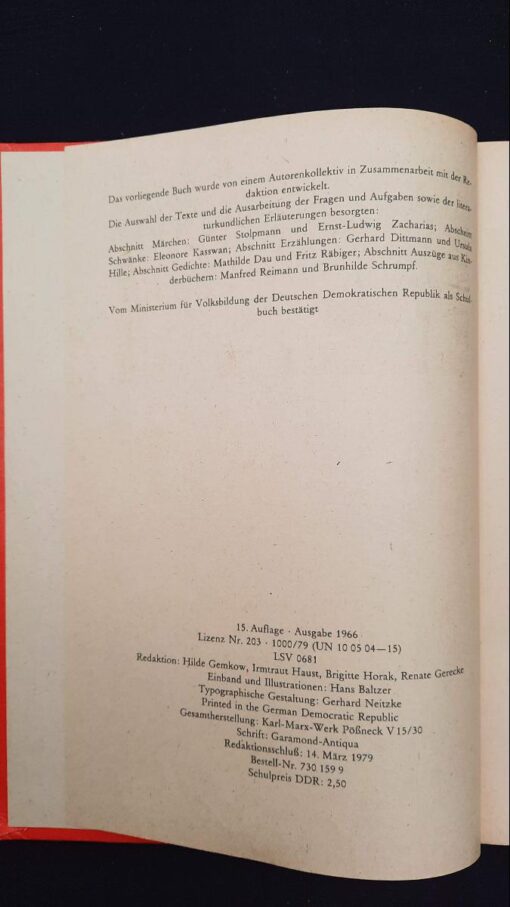 Das vorliegende Buch wurde von einem Autorenkollektiv in Zusammenarbeit mit der Re-
daktion entwickelt.
Die Auswahl der Texte und die Ausarbeitung der Fragen und Aufgaben sowie der litera-
turkundlichen Erläuterungen besorgten:
Abschnitt Märchen: Günter Stolpmann und Ernst-Ludwig Zacharias; Abschnitt
Schwänke: Eleonore Kasswan; Abschnitt Erzählungen: Gerhard Dittmann und Ursula
Hille; Abschnitt Gedichte: Mathilde Dau und Fritz Räbiger; Abschnitt Auszüge aus Kin-
derbüchern: Manfred Reimann und Brunhilde Schrumpf.
Vom Ministerium für Volksbildung der Deutschen Demokratischen Republik als Schul-
buch bestätigt
15. Auflage · Ausgabe 1966
Lizenz Nr. 203 · 1000/79 (UN 10 05 04—15)
LSV 0681
Redaktion: Hilde Gemkow, Irmtraut Haust, Brigitte Horak, Renate Gerecke
Einband und Illustrationen: Hans Baltzer
Typographische Gestaltung: Gerhard Neitzke
Printed in the German Democratic Republic
Gesamtherstellung: Karl-Marx-Werk Pößneck V 15/30
Schrift: Garamond-Antiqua
Redaktionsschluß: 14. März 1979
Bestell-Nr. 730 159 9
Schulpreis DDR: 2,50